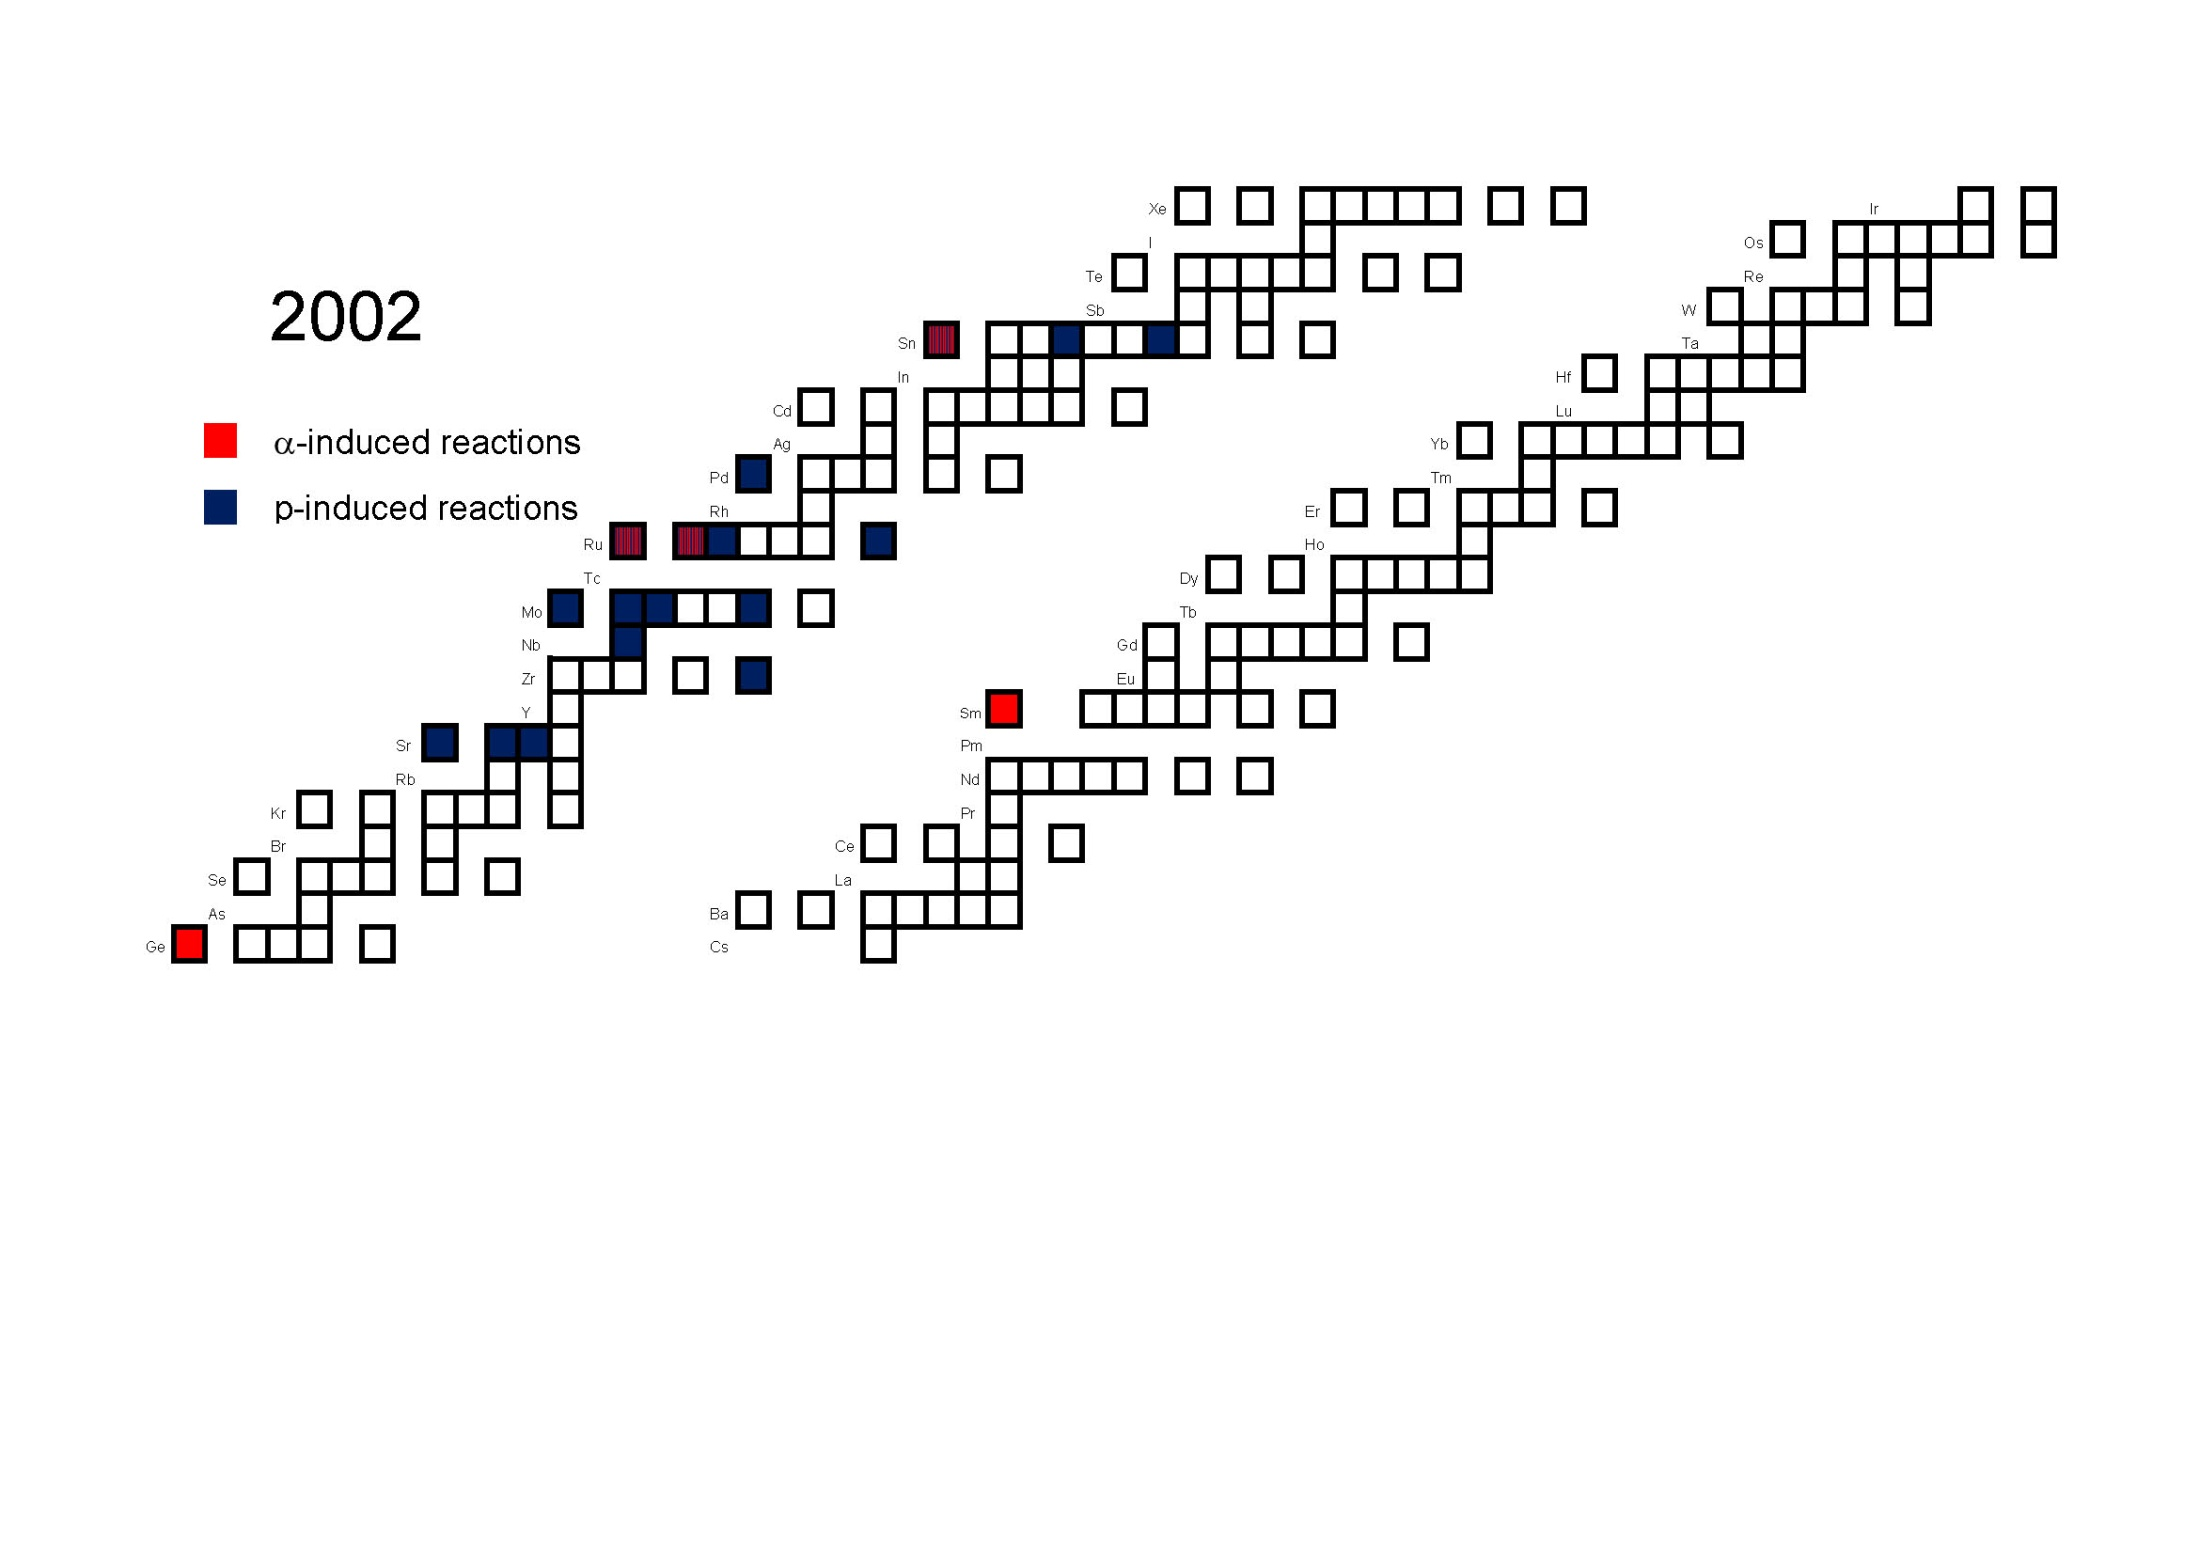 Xe
Ir
I
Os
Te
Re
2002
Sb
W
Sn
Ta
In
Hf
Cd
Lu
α-induced reactions
Ag
Yb
Pd
Tm
p-induced reactions
Rh
Er
Ru
Ho
Tc
Dy
Mo
Tb
Nb
Gd
Zr
Eu
Y
Sm
Sr
Pm
Rb
Nd
Kr
Pr
Br
Ce
Se
La
As
Ba
Ge
Cs